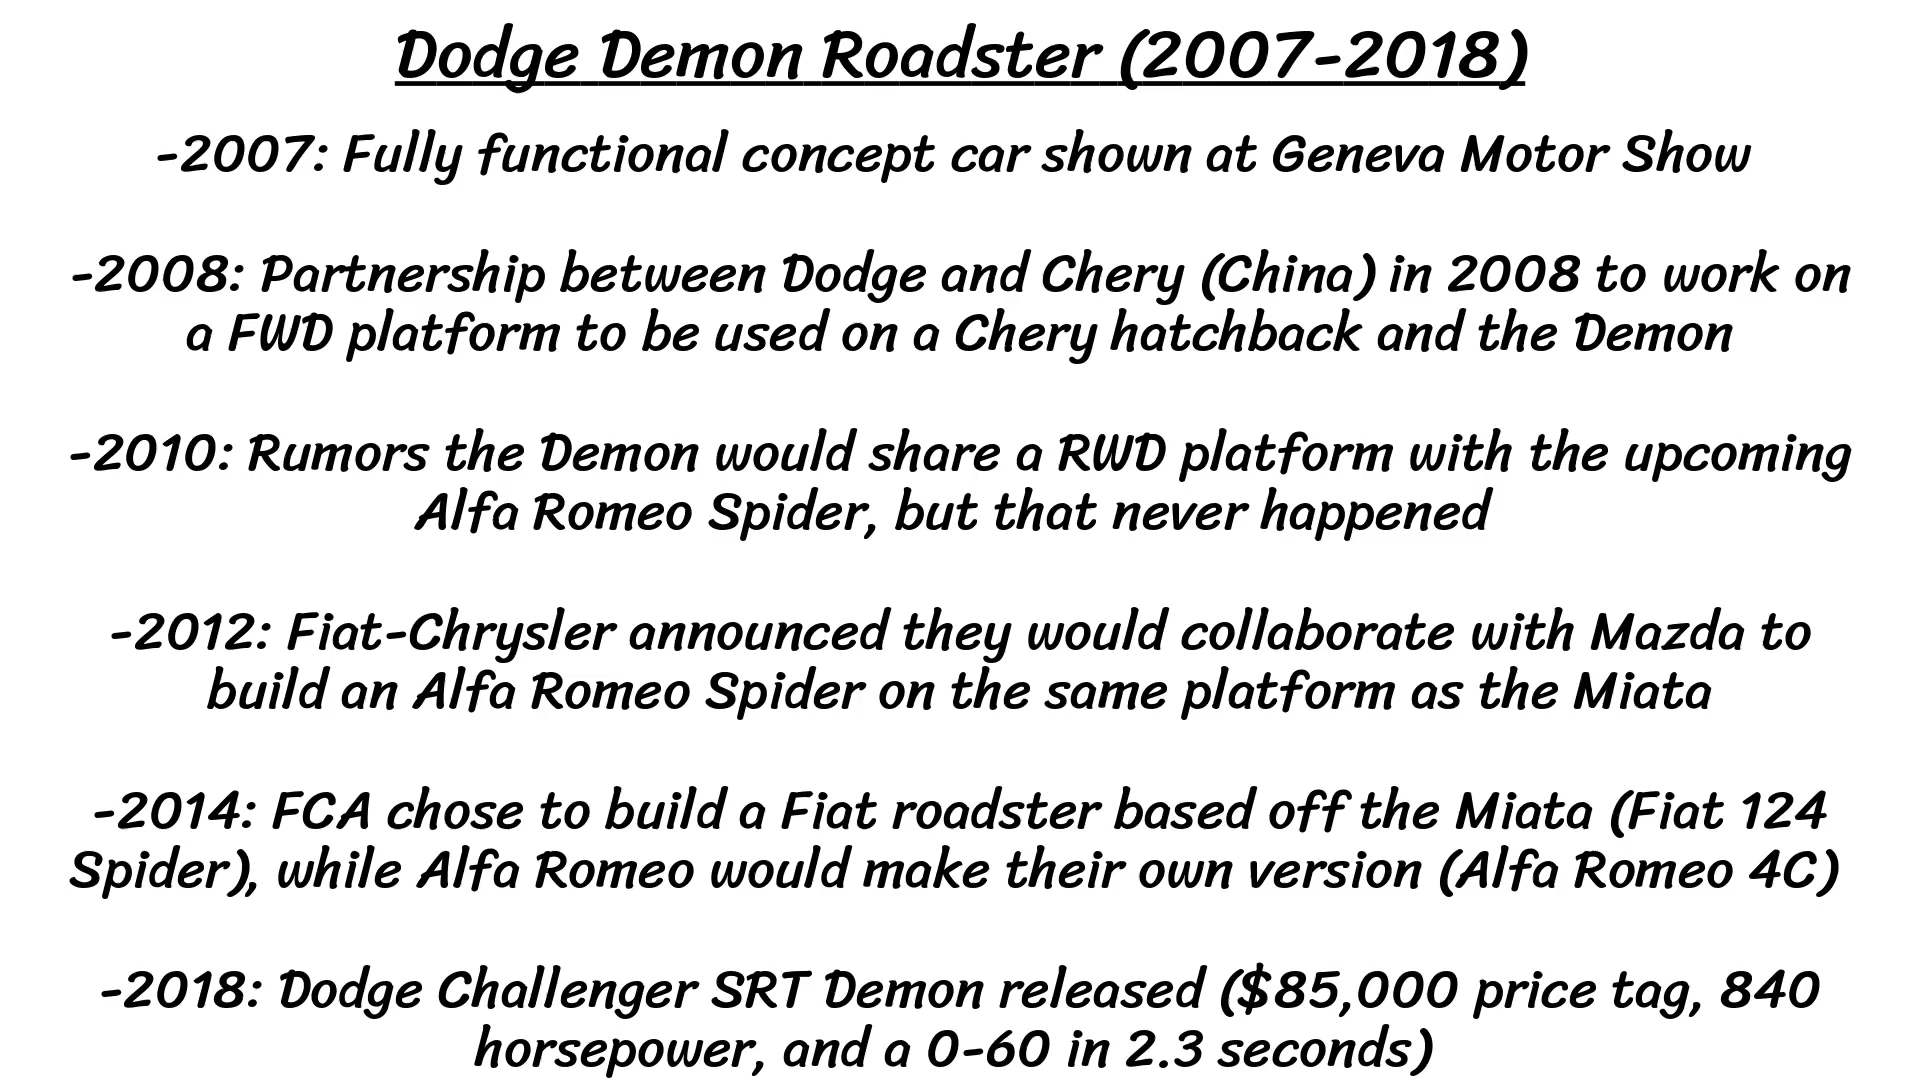 Dodge Demon Roadster (2007-2018)
-2007: Fully functional concept car shown at Geneva Motor Show
-2008: Partnership between Dodge and Chery (China) in 2008 to work on
a FWD platform to be used on a Chery hatchback and the Demon
-2010: Rumors the Demon would share a RWD platform with the upcoming
Alfa Romeo Spider, but that never happened
-2012: Fiat-Chrysler announced they would collaborate with Mazda to
build an Alfa Romeo Spider on the same platform as the Miata
-2014: FCA chose to build a Fiat roadster based off the Miata (Fiat 124
Spider), while Alfa Romeo would make their own version (Alfa Romeo 4C)
-2018: Dodge Challenger SRT Demon released ($85,000 price tag, 840
horsepower, and a 0-60 in 2.3 seconds)